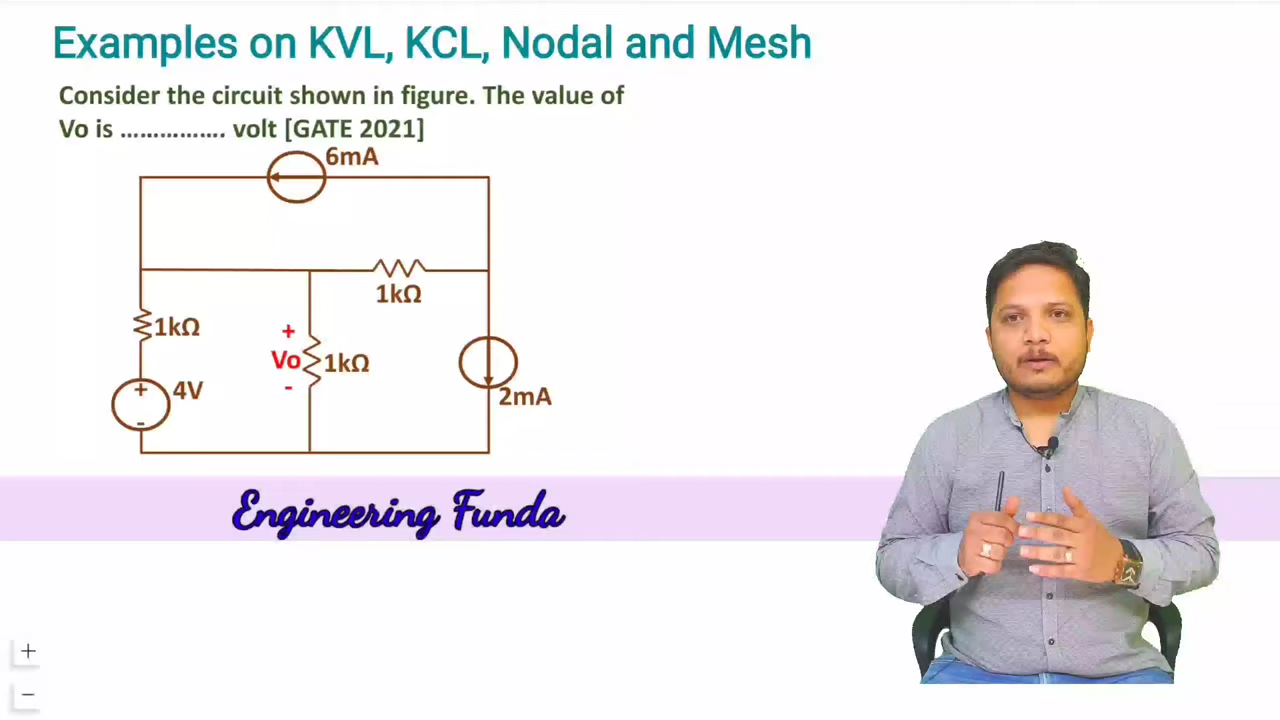 Examples on KVL, KCL, Nodal and Mesh
Consider the circuit shown in figure. The value of
Vo is ................ volt [GATE 2021]
6mA
1kΩ
1kΩ
+
Vo
-
1kΩ
+
-
4V
2mA
Engineering Funda
+
−